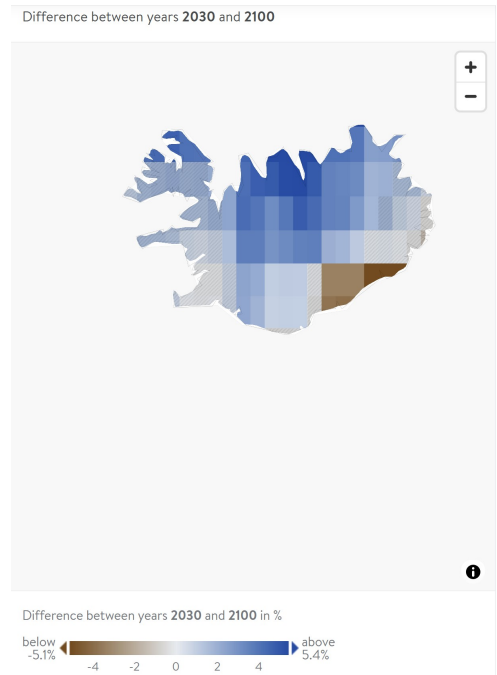 Difference between years 2030 and 2100
+
−
i
Difference between years 2030 and 2100 in %
below
-5.1%
above
5.4%
-4 -2 0 2 4